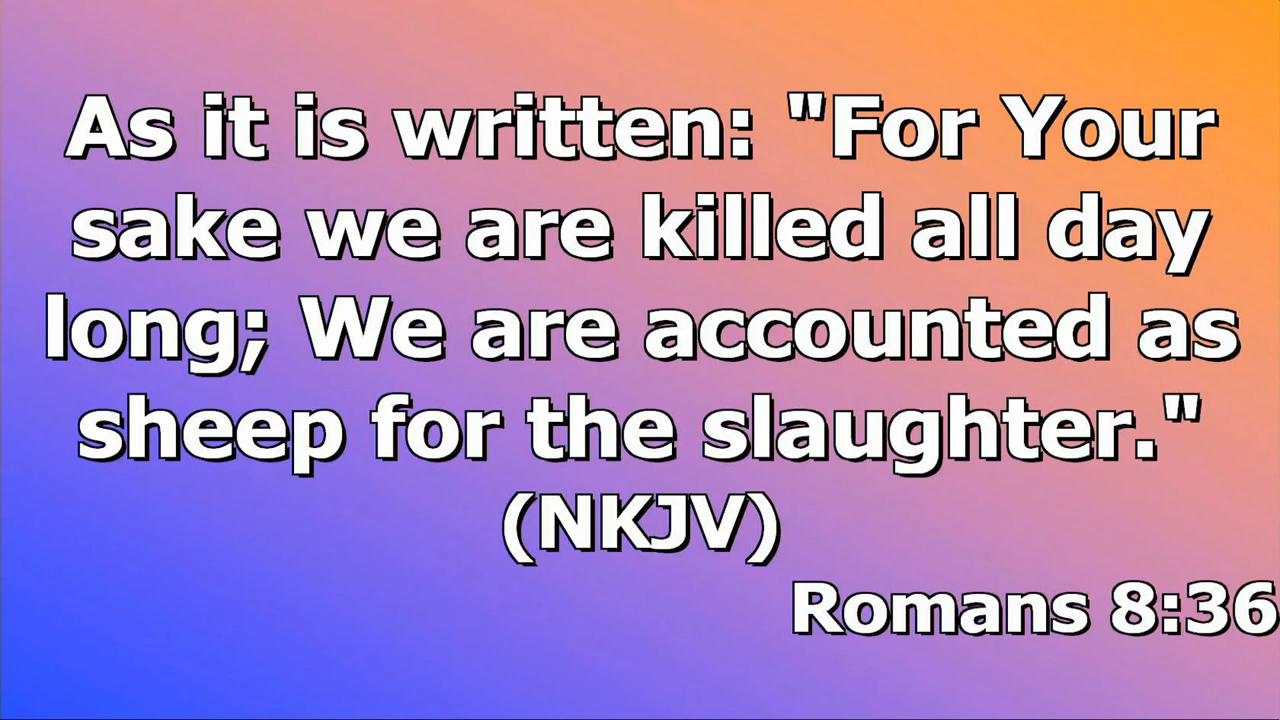 As it is written: "For Your
sake we are killed all day
long; We are accounted as
sheep for the slaughter."
(NKJV)
Romans 8:36